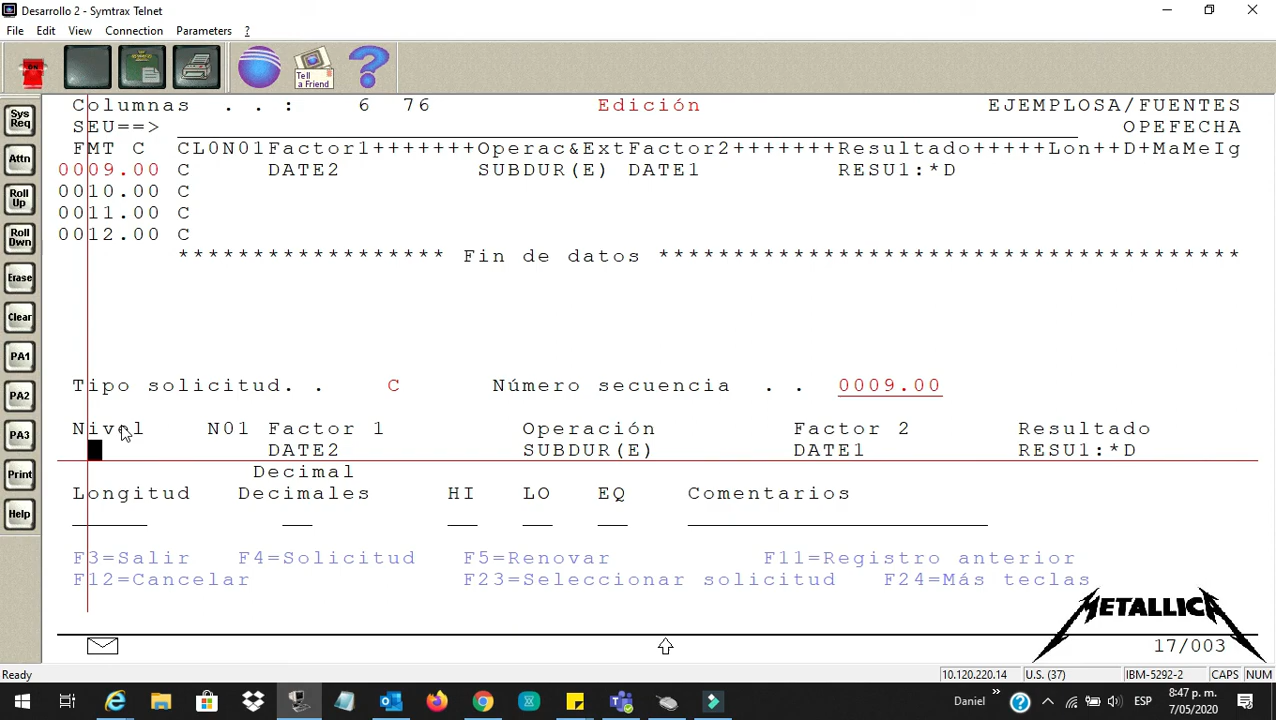 Desarrollo 2 - Symtrax Telnet
File Edit View Connection Parameters ?
ON
Tell a Friend
Sys Req
Attn
Roll Up
Roll Dwn
Erase
Clear
PA1
PA2
PA3
Print
Help
Columnas . . : 6 76 Edición EJEMPLOSA/FUENTES
SEU==> OPEFECHA
FMT C CL0N01Factor1+++++++Operac&ExtFactor2+++++++Resultado+++++Lon++D+MaMeIg
0009.00 C DATE2 SUBDUR(E) DATE1 RESU1:*D
0010.00 C
0011.00 C
0012.00 C
****************** Fin de datos ***************************************
Tipo solicitud. . C Número secuencia . . 0009.00
Nivel N01 Factor 1 Operación Factor 2 Resultado
DATE2 SUBDUR(E) DATE1 RESU1:*D
Decimal
Longitud Decimales HI LO EQ Comentarios
F3=Salir F4=Solicitud F5=Renovar F11=Registro anterior
F12=Cancelar F23=Seleccionar solicitud F24=Más teclas
METALLICA
17/003
Ready 10.120.220.14 U.S. (37) IBM-5292-2 CAPS NUM
Daniel ESP 8:47 p. m.
7/05/2020